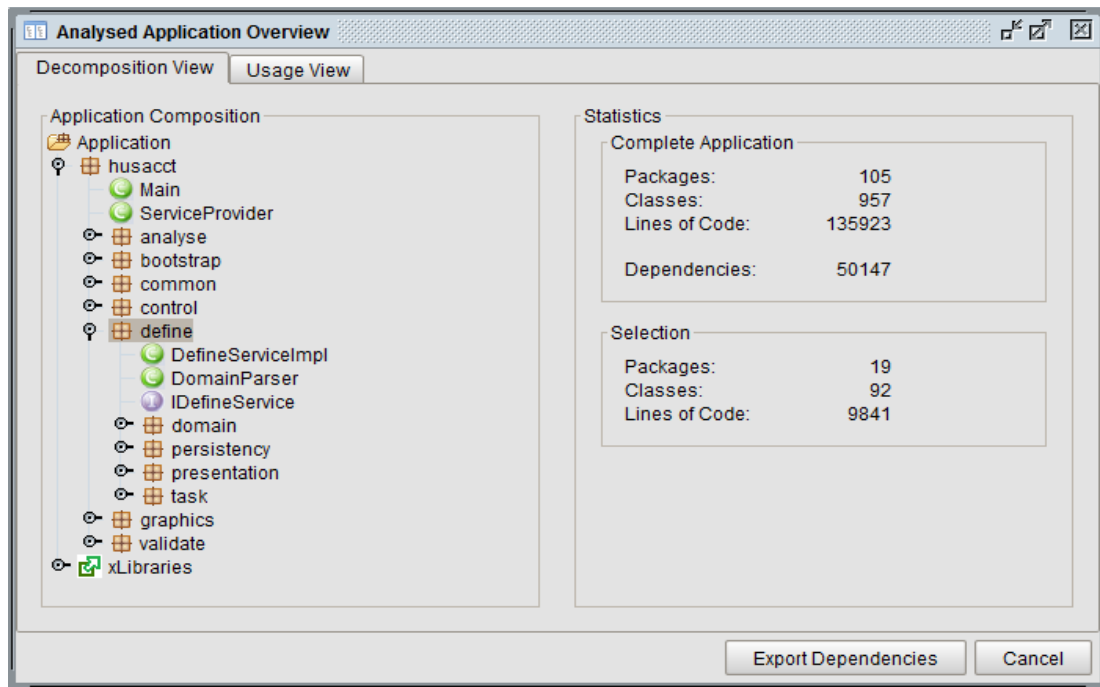 Analysed Application Overview
Decomposition View
Usage View
Application Composition
Application
husacct
Main
ServiceProvider
analyse
bootstrap
common
control
define
DefineServiceImpl
DomainParser
IDefineService
domain
persistency
presentation
task
graphics
validate
xLibraries
Statistics
Complete Application
Packages: 105
Classes: 957
Lines of Code: 135923
Dependencies: 50147
Selection
Packages: 19
Classes: 92
Lines of Code: 9841
Export Dependencies
Cancel